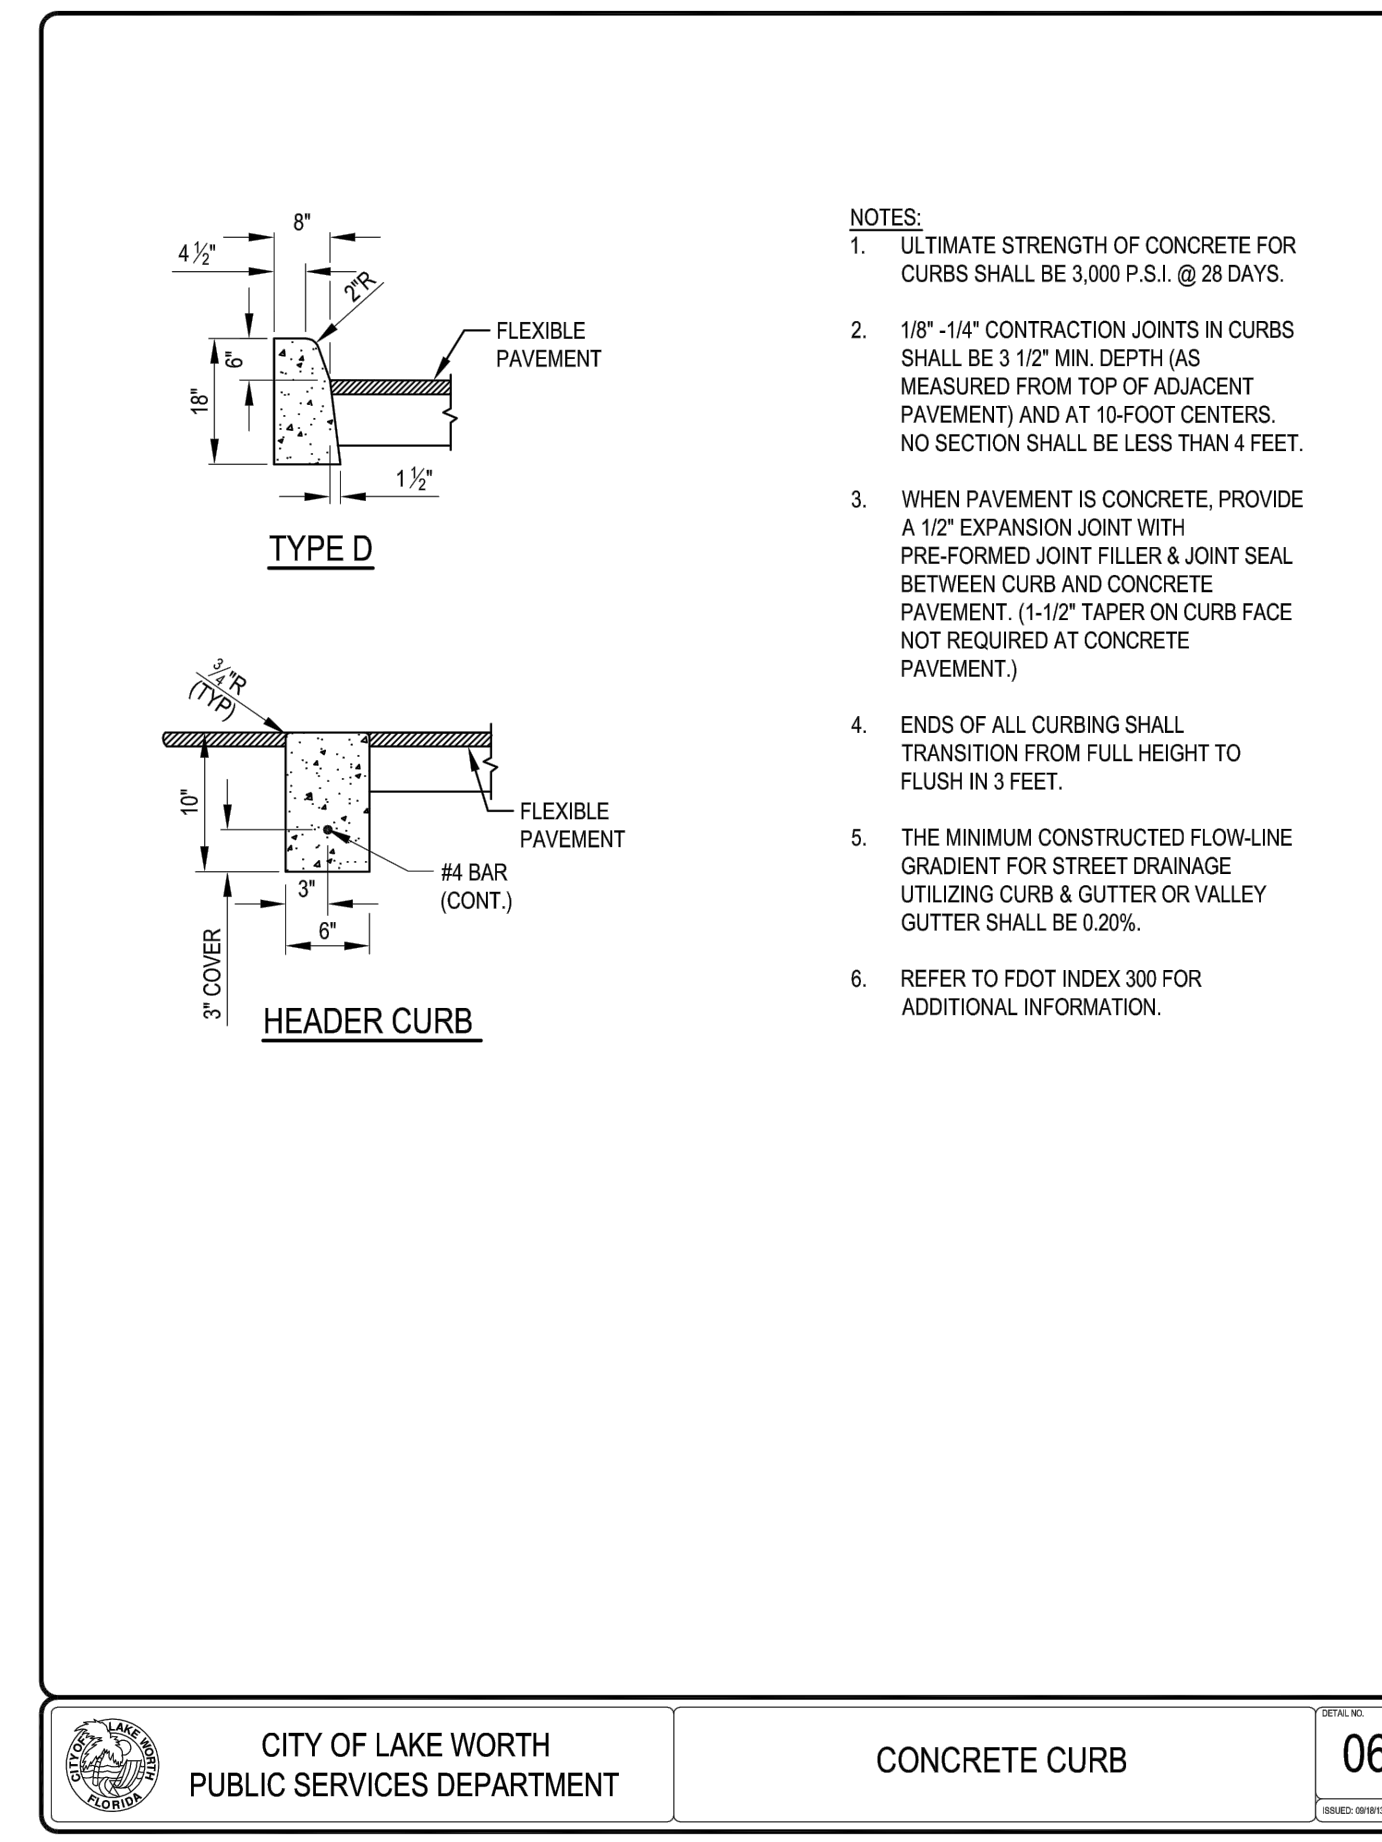 8"
4 ½"
2"R
FLEXIBLE
PAVEMENT
6"
18"
1 ½"
TYPE D
¾"R
(TYP)
10"
FLEXIBLE
PAVEMENT
#4 BAR
(CONT.)
3"
6"
3" COVER
HEADER CURB
NOTES:
1. ULTIMATE STRENGTH OF CONCRETE FOR
CURBS SHALL BE 3,000 P.S.I. @ 28 DAYS.
2. 1/8" -1/4" CONTRACTION JOINTS IN CURBS
SHALL BE 3 1/2" MIN. DEPTH (AS
MEASURED FROM TOP OF ADJACENT
PAVEMENT) AND AT 10-FOOT CENTERS.
NO SECTION SHALL BE LESS THAN 4 FEET.
3. WHEN PAVEMENT IS CONCRETE, PROVIDE
A 1/2" EXPANSION JOINT WITH
PRE-FORMED JOINT FILLER & JOINT SEAL
BETWEEN CURB AND CONCRETE
PAVEMENT. (1-1/2" TAPER ON CURB FACE
NOT REQUIRED AT CONCRETE
PAVEMENT.)
4. ENDS OF ALL CURBING SHALL
TRANSITION FROM FULL HEIGHT TO
FLUSH IN 3 FEET.
5. THE MINIMUM CONSTRUCTED FLOW-LINE
GRADIENT FOR STREET DRAINAGE
UTILIZING CURB & GUTTER OR VALLEY
GUTTER SHALL BE 0.20%.
6. REFER TO FDOT INDEX 300 FOR
ADDITIONAL INFORMATION.
CITY OF LAKE WORTH
FLORIDA
CITY OF LAKE WORTH
PUBLIC SERVICES DEPARTMENT
CONCRETE CURB
DETAIL NO.
06
ISSUED: 09/18/13